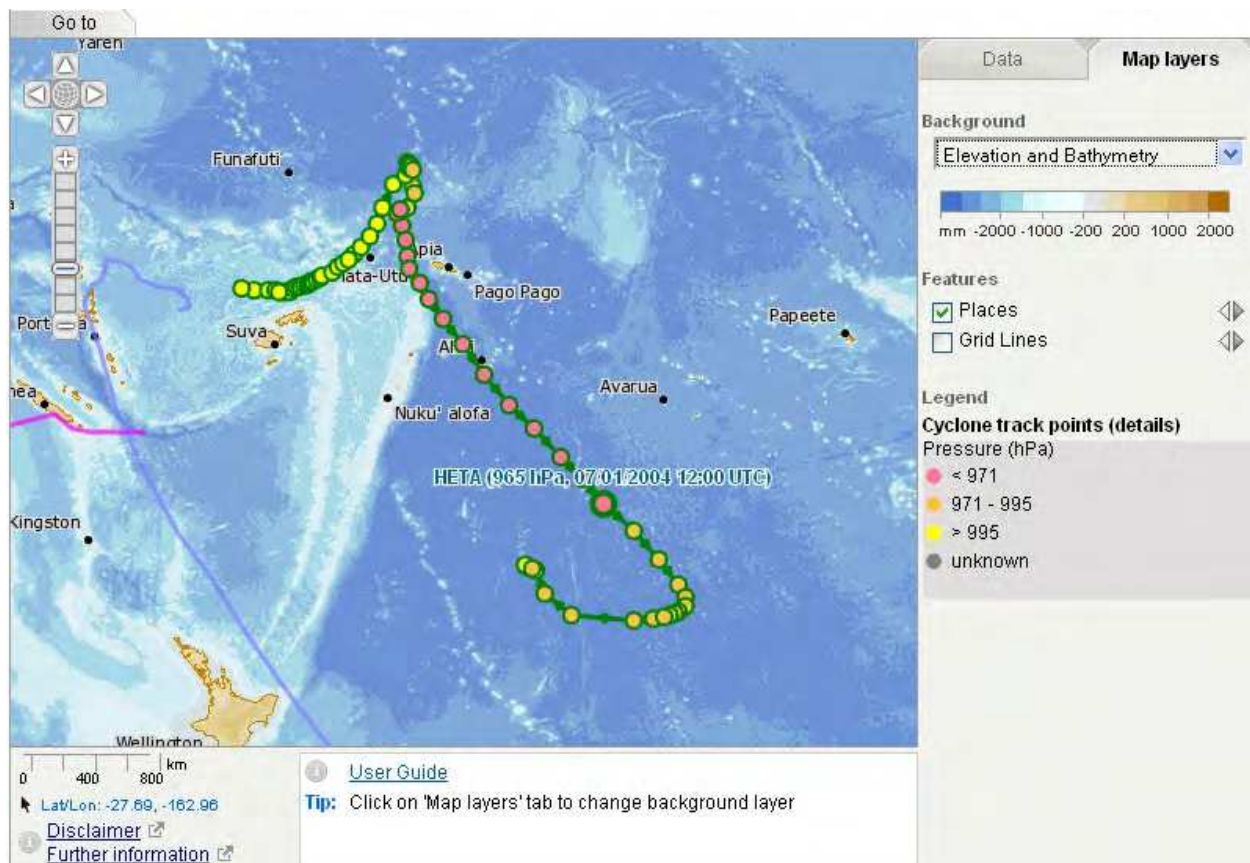 Go to
Yaren
Funafuti
Mata-Utu
Apia
Pago Pago
Suva
Alofi
Papeete
Avarua
Nuku' alofa
HETA (965 hPa, 07/01/2004 12:00 UTC)
Kingston
Wellington
Data
Map layers
Background
Elevation and Bathymetry
mm -2000 -1000 -200 200 1000 2000
Features
Places
Grid Lines
Legend
Cyclone track points (details)
Pressure (hPa)
< 971
971 - 995
> 995
unknown
km
0 400 800
Lat/Lon: -27.69, -162.96
Disclaimer
Further information
User Guide
Tip: Click on 'Map layers' tab to change background layer